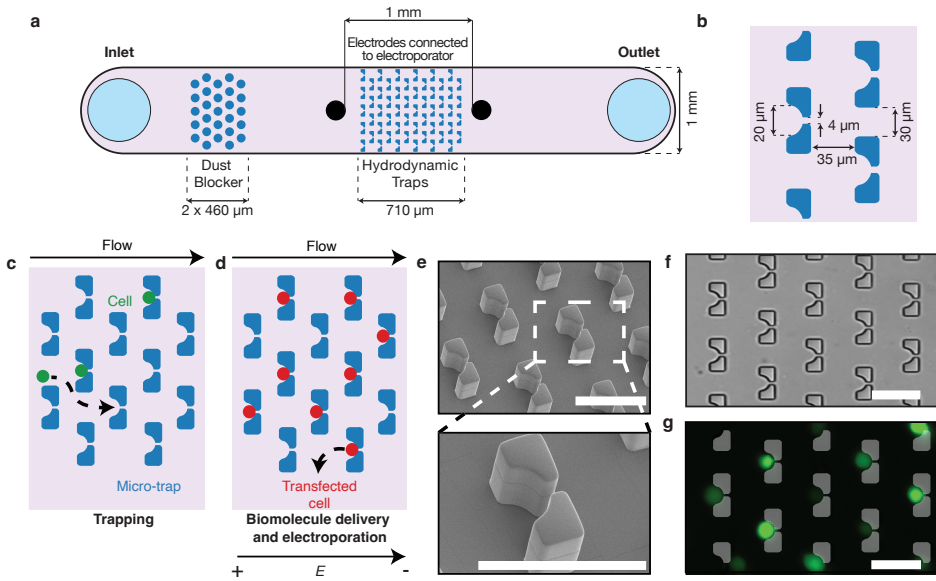 a
1 mm
Inlet
Electrodes connected
to electroporator
Outlet
1 mm
Dust
Blocker
2 x 460 µm
Hydrodynamic
Traps
710 µm
b
20 µm
4 µm
30 µm
35 µm
c
Flow
Cell
Micro-trap
Trapping
d
Flow
Transfected
cell
Biomolecule delivery
and electroporation
+ E -
e
f
g